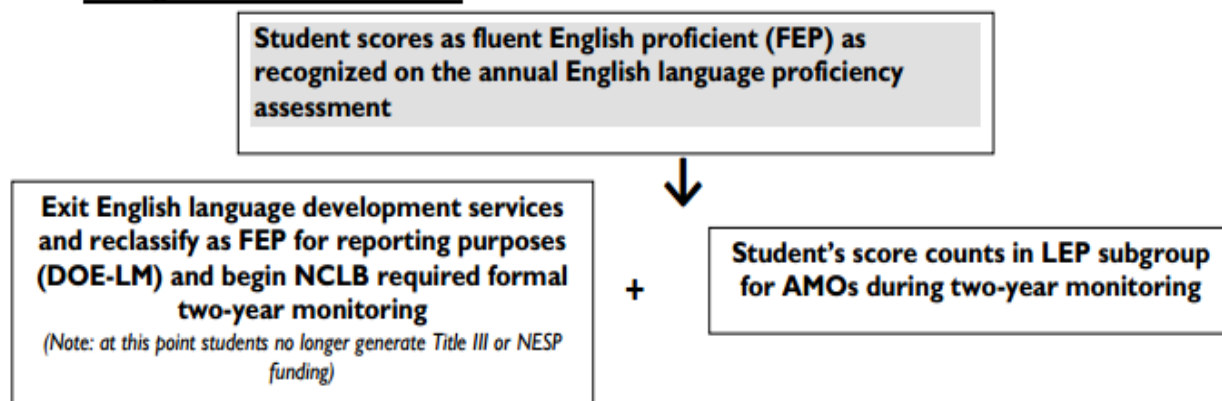 Student scores as fluent English proficient (FEP) as
recognized on the annual English language proficiency
assessment
Exit English language development services
and reclassify as FEP for reporting purposes
(DOE-LM) and begin NCLB required formal
two-year monitoring
(Note: at this point students no longer generate Title III or NESP
funding)
+
Student's score counts in LEP subgroup
for AMOs during two-year monitoring